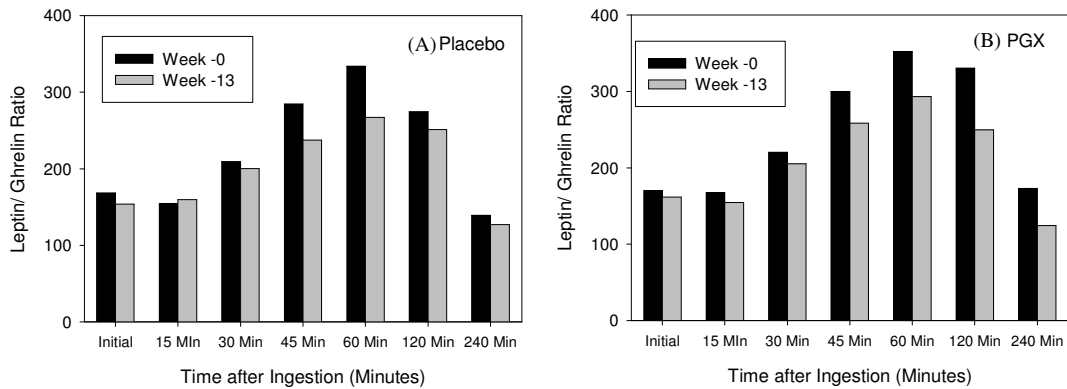 400
300
200
100
0
Leptin/ Ghrelin Ratio
Week -0
Week -13
(A) Placebo
Initial 15 MIn 30 Min 45 Min 60 Min 120 Min 240 Min
Time after Ingestion (Minutes)
400
300
200
100
0
Leptin/ Ghrelin Ratio
Week -0
Week -13
(B) PGX
Initial 15 MIn 30 Min 45 Min 60 Min 120 Min 240 Min
Time after Ingestion (Minutes)